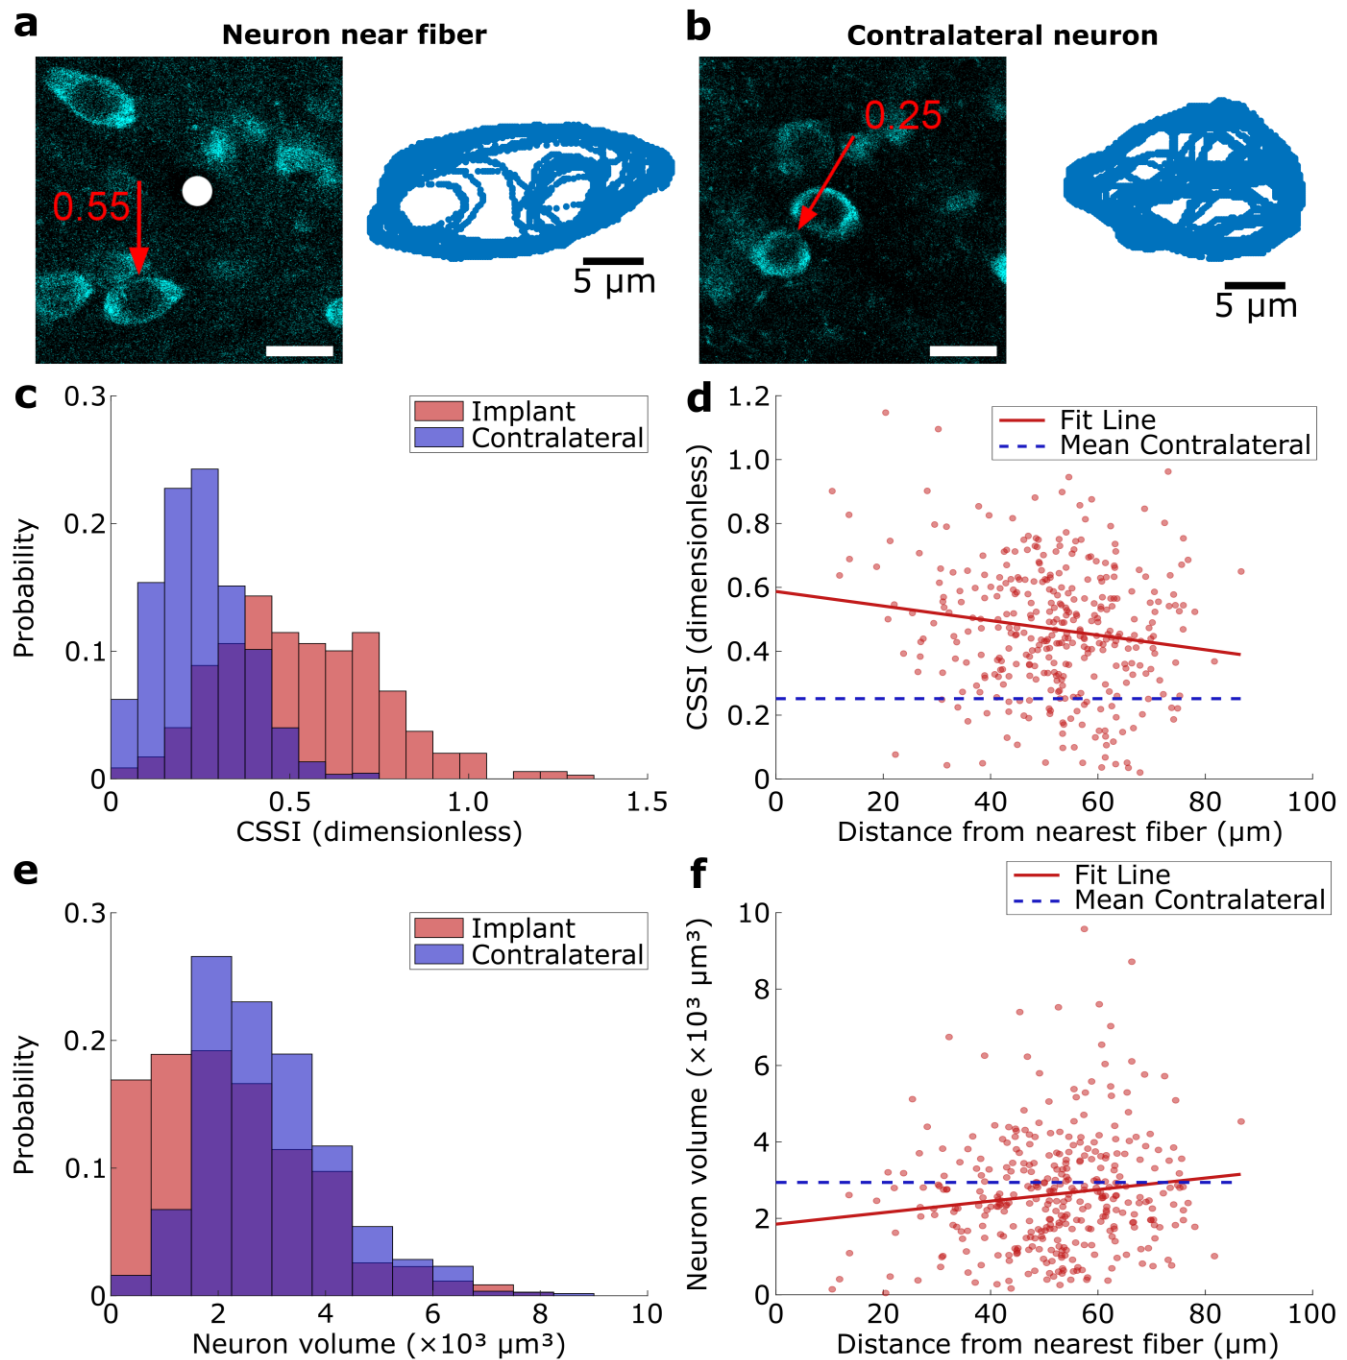 a
Neuron near fiber
0.55
5 µm
b
Contralateral neuron
0.25
5 µm
c
0.3
0.2
0.1
0
Probability
Implant
Contralateral
0
0.5
1.0
1.5
CSSI (dimensionless)
d
1.2
1.0
0.8
0.6
0.4
0.2
0
CSSI (dimensionless)
Fit Line
Mean Contralateral
0
20
40
60
80
100
Distance from nearest fiber (µm)
e
0.3
0.2
0.1
0
Probability
Implant
Contralateral
0
2
4
6
8
10
Neuron volume (×10³ µm³)
f
Fit Line
Mean Contralateral
10
8
6
4
2
0
Neuron volume (×10³ µm³)
0
20
40
60
80
100
Distance from nearest fiber (µm)